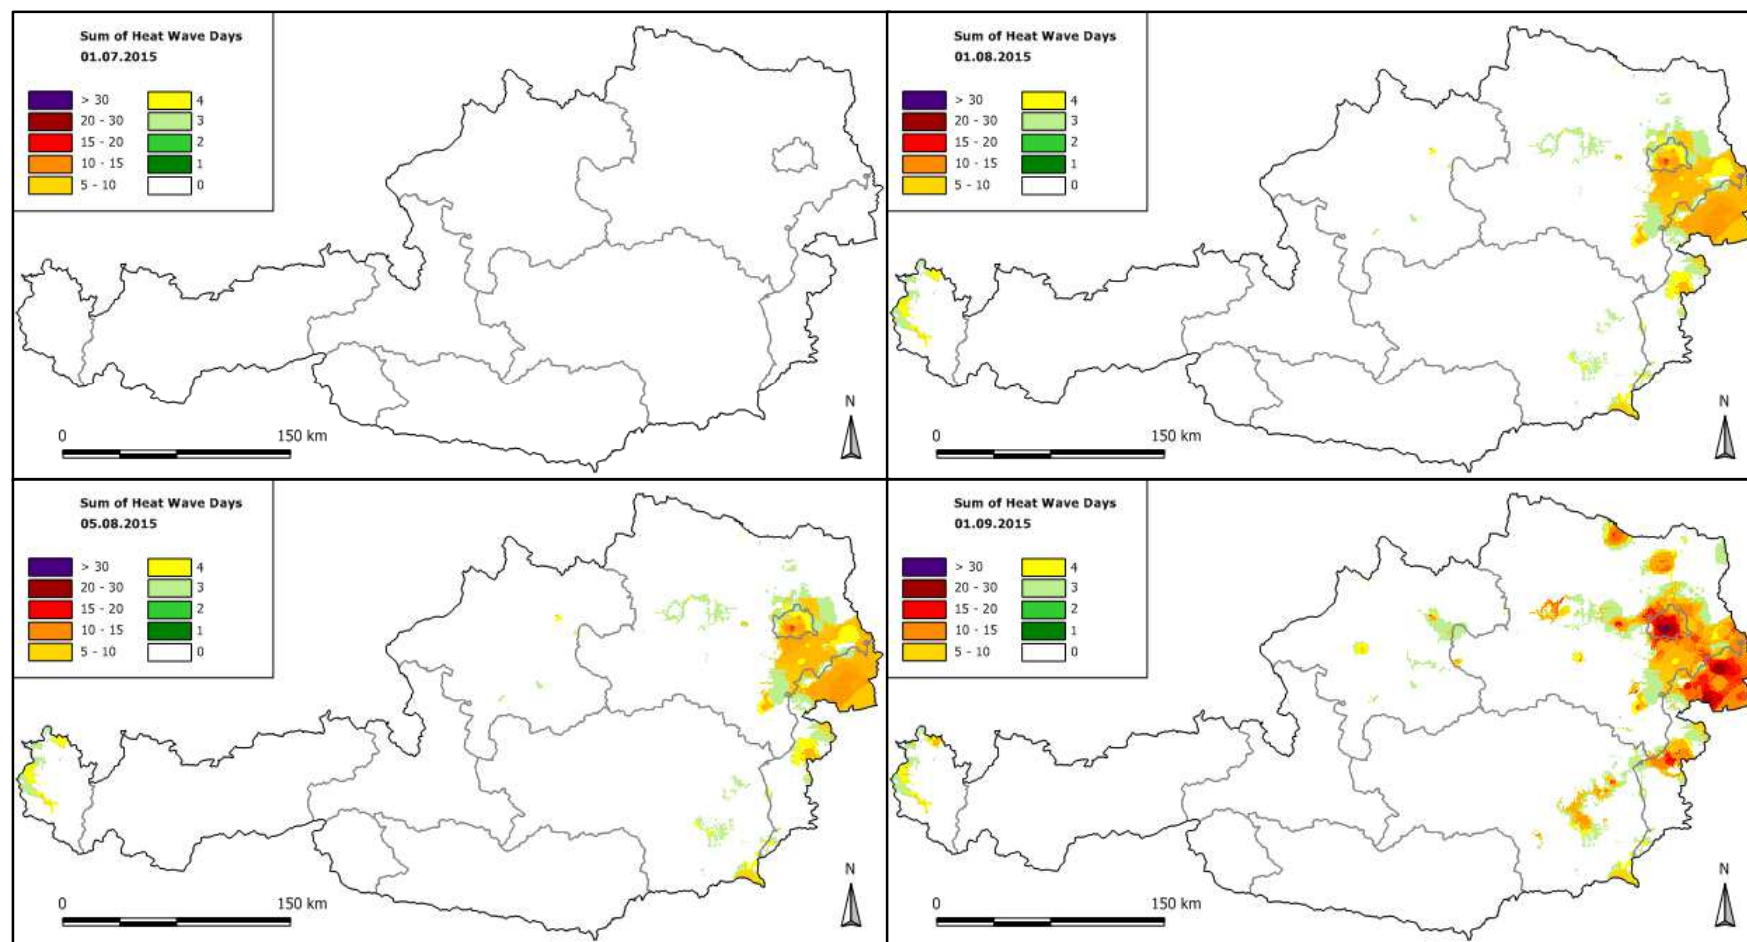 Sum of Heat Wave Days
01.07.2015
> 30 4
20 - 30 3
15 - 20 2
10 - 15 1
5 - 10 0
N
0 150 km
Sum of Heat Wave Days
01.08.2015
> 30 4
20 - 30 3
15 - 20 2
10 - 15 1
5 - 10 0
N
0 150 km
Sum of Heat Wave Days
05.08.2015
> 30 4
20 - 30 3
15 - 20 2
10 - 15 1
5 - 10 0
N
0 150 km
Sum of Heat Wave Days
01.09.2015
> 30 4
20 - 30 3
15 - 20 2
10 - 15 1
5 - 10 0
N
0 150 km